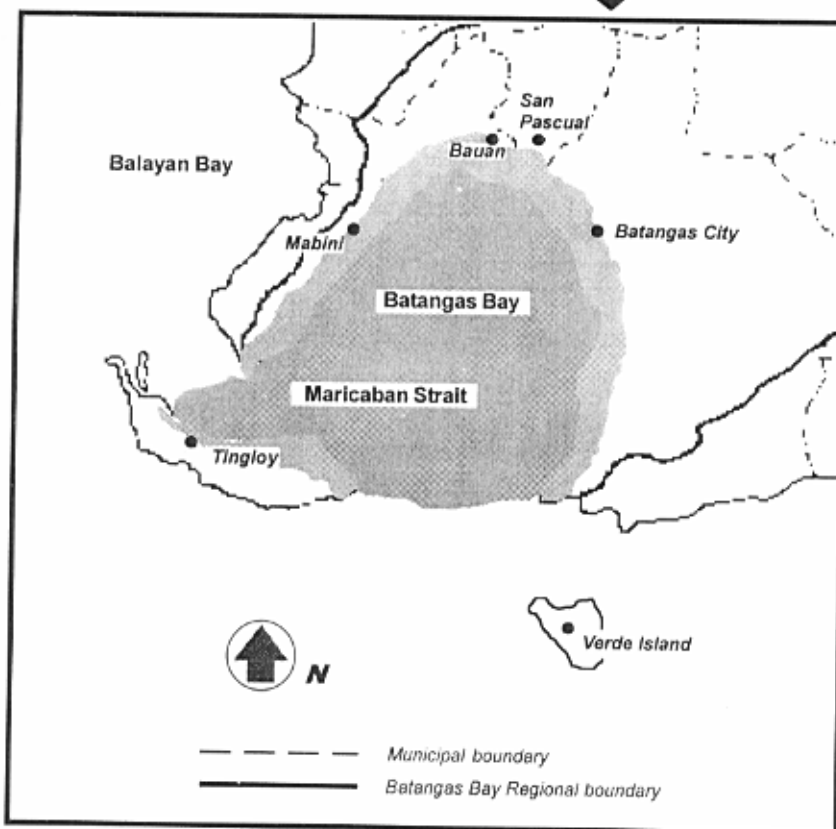 San
Pascual
Bauan
Balayan Bay
Mabini
Batangas City
Batangas Bay
Maricaban Strait
Tingloy
Verde Island
N
Municipal boundary
Batangas Bay Regional boundary